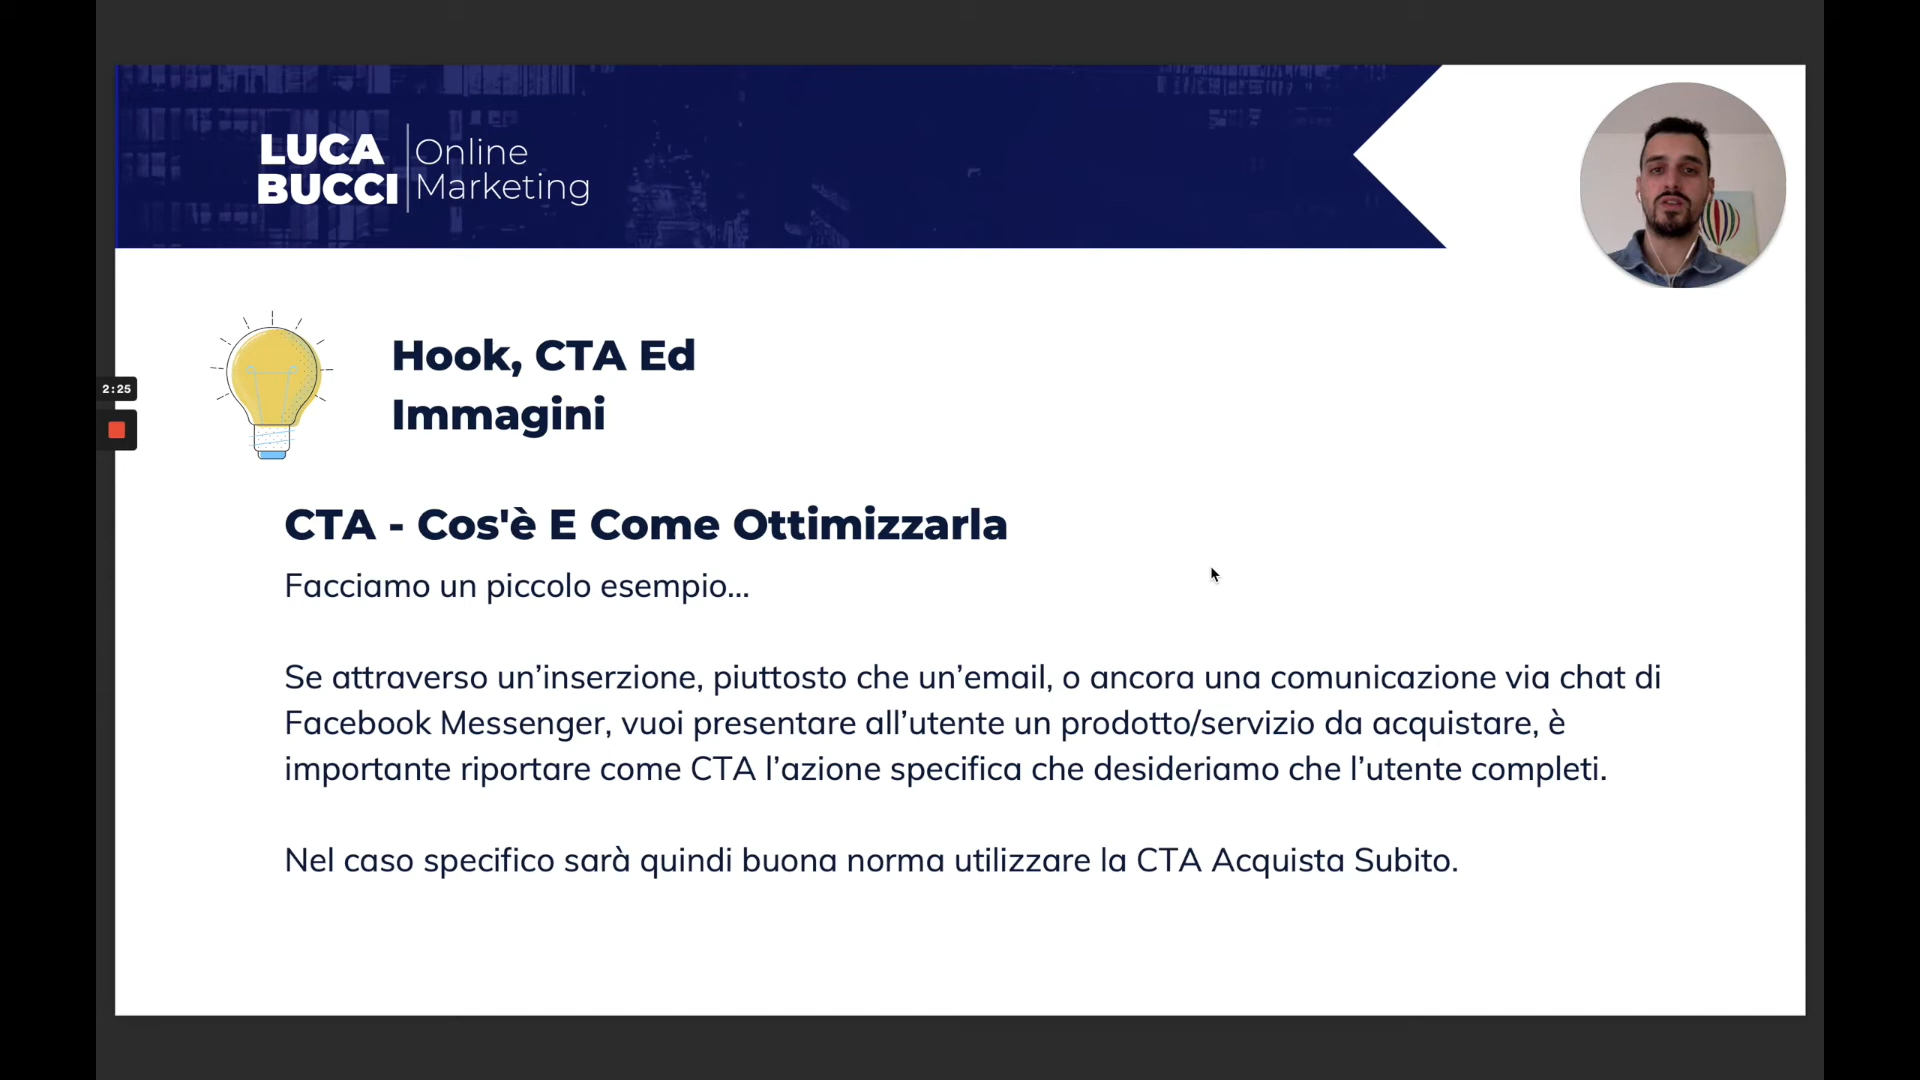 LUCA
BUCCI
Online
Marketing
2:25
Hook, CTA Ed
Immagini
CTA - Cos'è E Come Ottimizzarla
Facciamo un piccolo esempio...
Se attraverso un’inserzione, piuttosto che un’email, o ancora una comunicazione via chat di
Facebook Messenger, vuoi presentare all’utente un prodotto/servizio da acquistare, è
importante riportare come CTA l’azione specifica che desideriamo che l’utente completi.
Nel caso specifico sarà quindi buona norma utilizzare la CTA Acquista Subito.